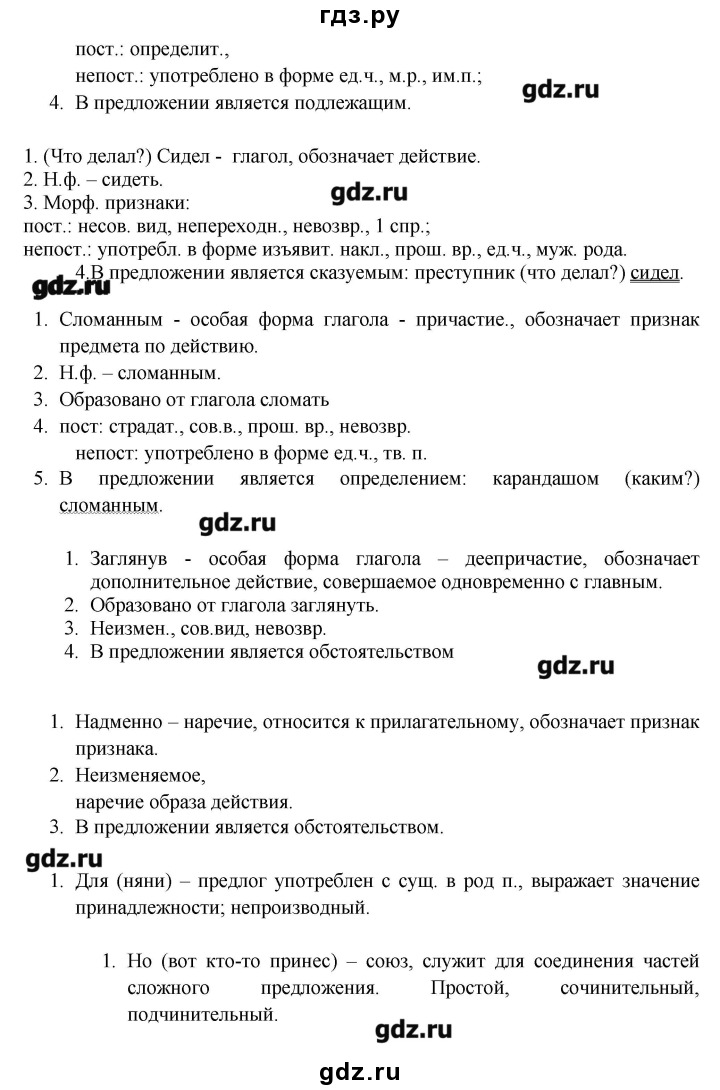 гдз.ру
пост.: определит.,
непост.: употреблено в форме ед.ч., м.р., им.п.;
gdz.ru
4. В предложении является подлежащим.
1. (Что делал?) Сидел - глагол, обозначает действие.
2. Н.ф. – сидеть.
gdz.ru
3. Морф. признаки:
пост.: несов. вид, непереходн., невозвр., 1 спр.;
непост.: употребл. в форме изъявит. накл., прош. вр., ед.ч., муж. рода.
4.В предложении является сказуемым: преступник (что делал?) сидел.
gdz.ru
1. Сломанным - особая форма глагола - причастие., обозначает признак
предмета по действию.
2. Н.ф. – сломанным.
3. Образовано от глагола сломать
4. пост: страдат., сов.в., прош. вр., невозвр.
непост: употреблено в форме ед.ч., тв. п.
5. В предложении является определением: карандашом (каким?)
сломанным.
gdz.ru
1. Заглянув - особая форма глагола – деепричастие, обозначает
дополнительное действие, совершаемое одновременно с главным.
2. Образовано от глагола заглянуть.
3. Неизмен., сов.вид, невозвр.
4. В предложении является обстоятельством
gdz.ru
1. Надменно – наречие, относится к прилагательному, обозначает признак
признака.
2. Неизменяемое,
наречие образа действия.
3. В предложении является обстоятельством.
gdz.ru
1. Для (няни) – предлог употреблен с сущ. в род п., выражает значение
принадлежности; непроизводный.
1. Но (вот кто-то принес) – союз, служит для соединения частей
сложного предложения. Простой, сочинительный,
подчинительный.
gdz.ru
gdz.ru